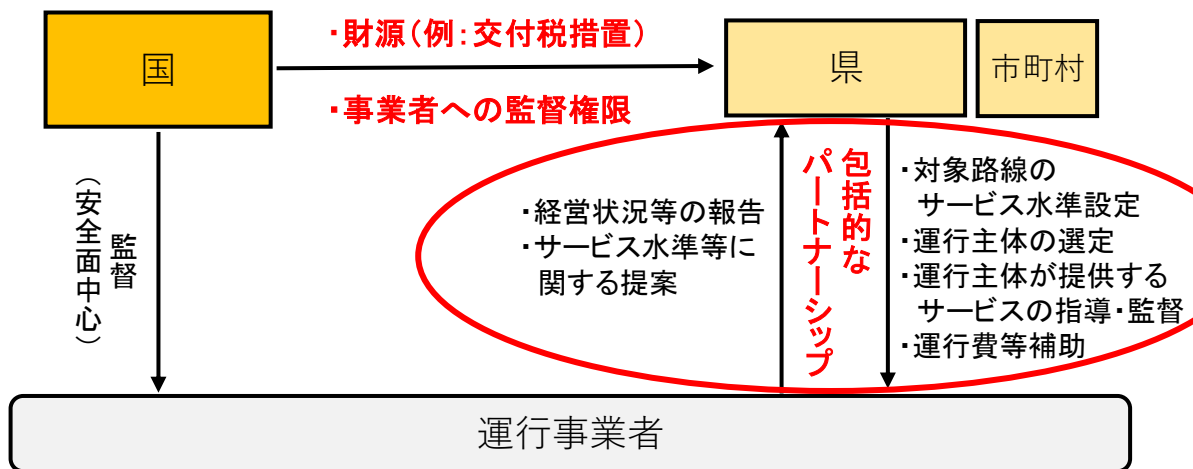 国
・財源（例：交付税措置）
・事業者への監督権限
県
市町村
監督
（安全面中心）
・経営状況等の報告
・サービス水準等に
関する提案
包括的な
パートナーシップ
・対象路線の
サービス水準設定
・運行主体の選定
・運行主体が提供する
サービスの指導・監督
・運行費等補助
運行事業者